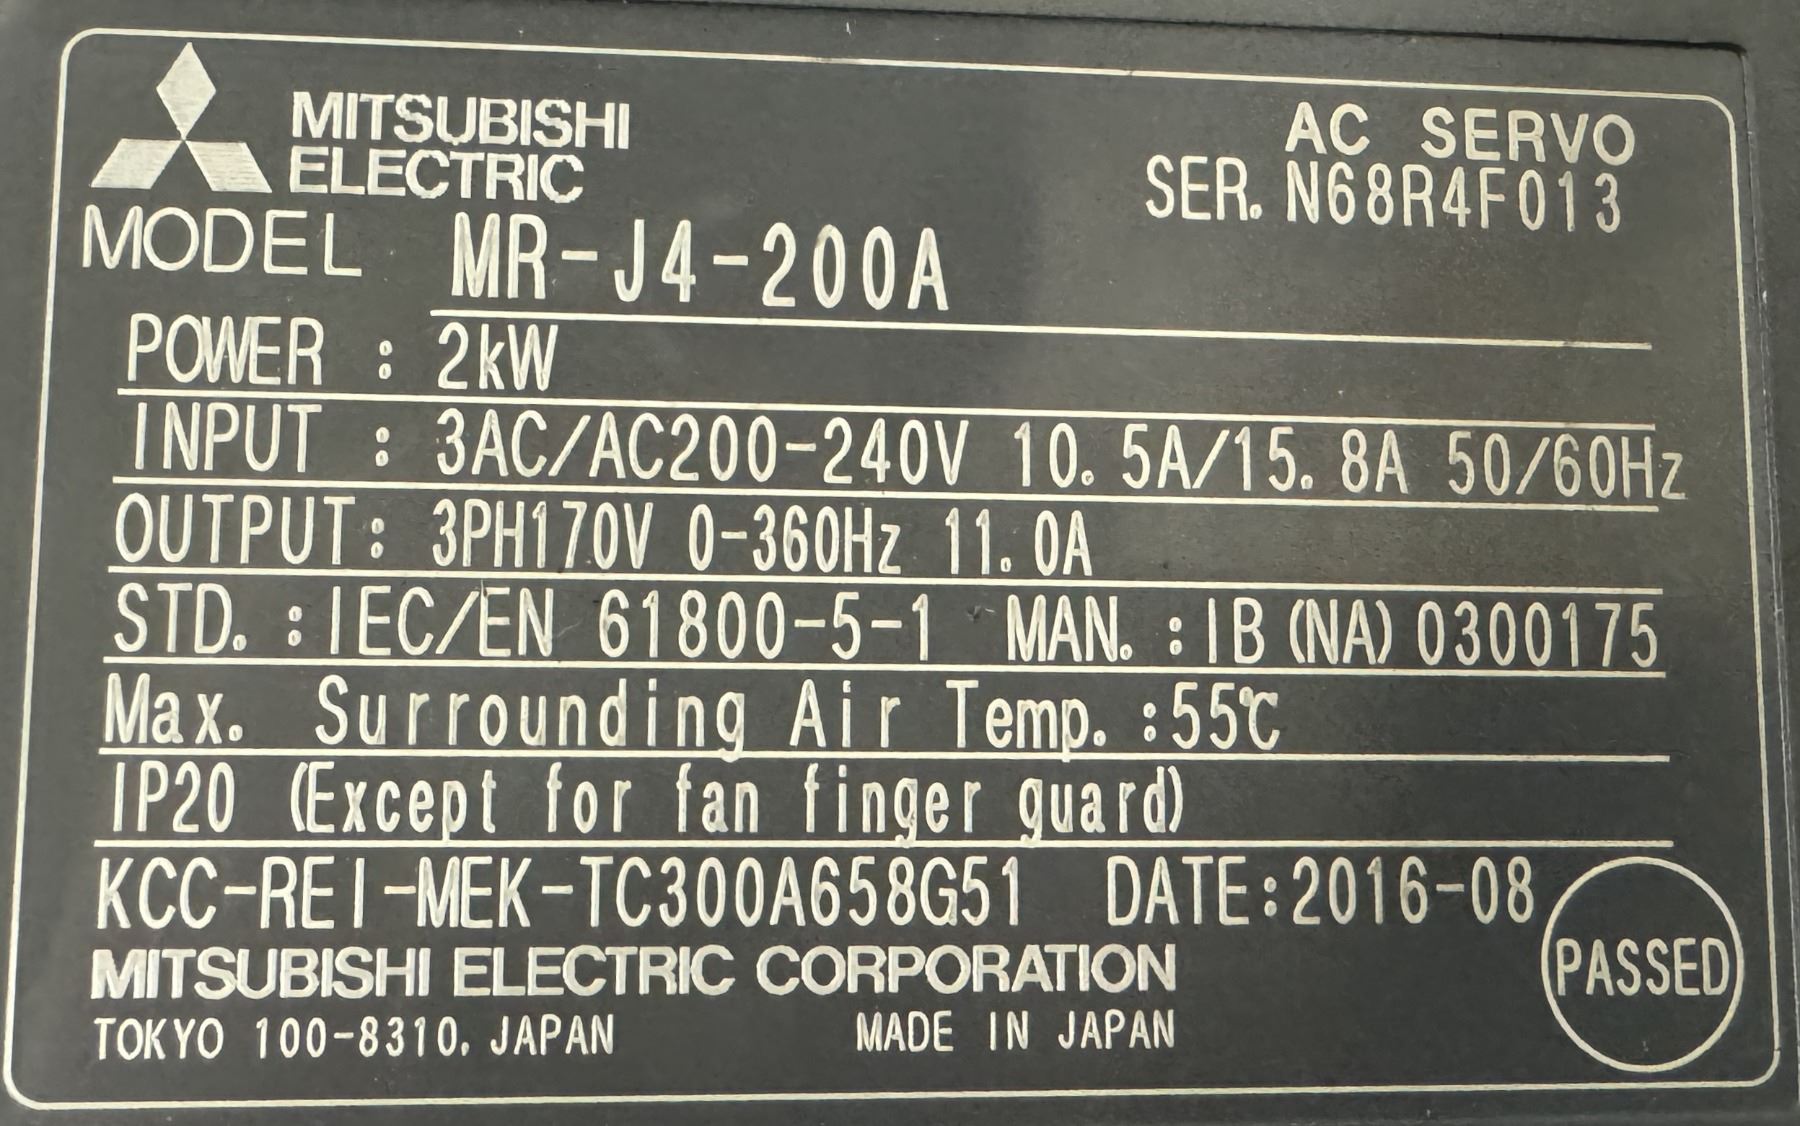 MITSUBISHI
ELECTRIC
AC SERVO
SER. N68R4F013
MODEL MR-J4-200A
POWER : 2kW
INPUT : 3AC/AC200-240V 10.5A/15.8A 50/60Hz
OUTPUT: 3PH170V 0-360Hz 11.0A
STD. :IEC/EN 61800-5-1 MAN. :IB(NA)0300175
Max. Surrounding Air Temp. :55℃
IP20 (Except for fan finger guard)
KCC-REI-MEK-TC300A658G51 DATE:2016-08
PASSED
MITSUBISHI ELECTRIC CORPORATION
TOKYO 100-8310, JAPAN MADE IN JAPAN